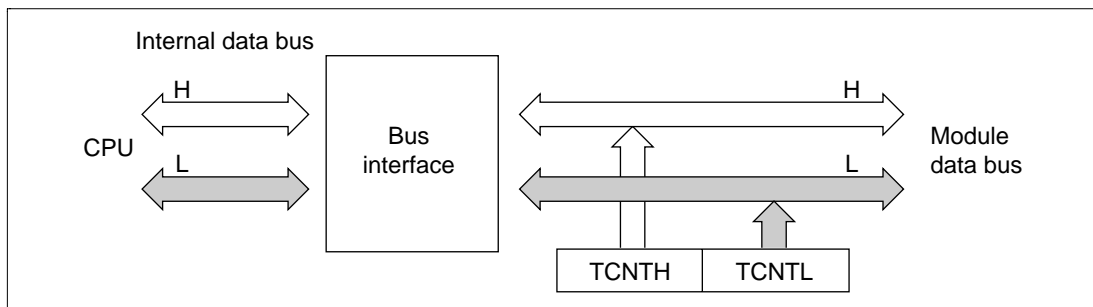 Internal data bus
H
H
CPU
Bus
interface
Module
data bus
L
L
TCNTH
TCNTL